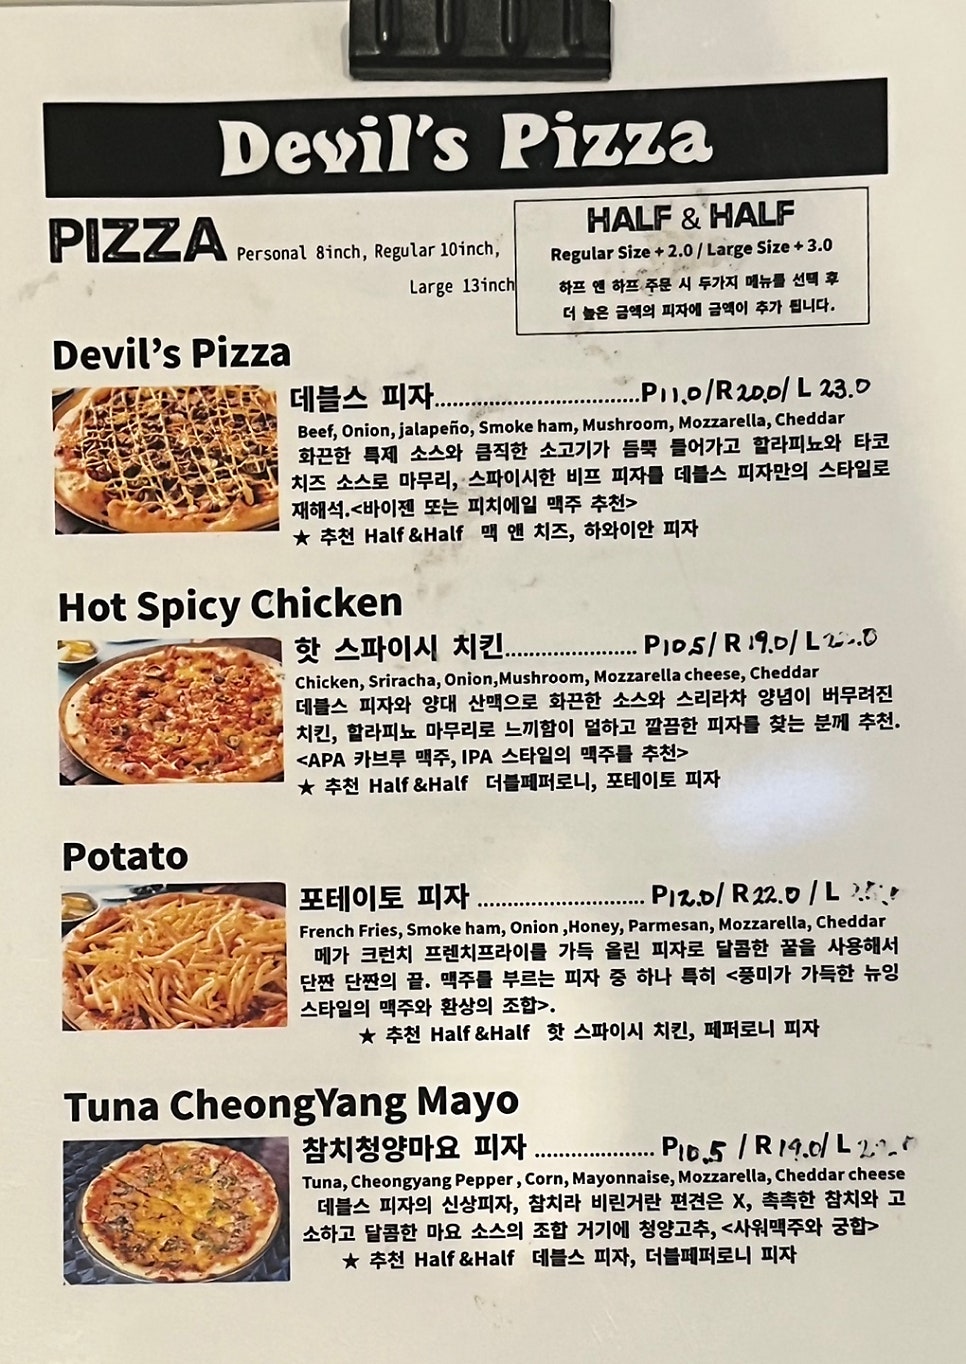 Devil's Pizza
PIZZA Personal 8inch, Regular 10inch,
Large 13inch
HALF & HALF
Regular Size + 2.0 / Large Size + 3.0
하프 엔 하프 주문 시 두가지 메뉴를 선택 후
더 높은 금액의 피자에 금액이 추가 됩니다.
Devil's Pizza
데블스 피자.................................P11.0/R20.0/ L 23.0
Beef, Onion, jalapeño, Smoke ham, Mushroom, Mozzarella, Cheddar
화끈한 특제 소스와 큼직한 소고기가 듬뿍 들어가고 할라피뇨와 타코
치즈 소스로 마무리, 스파이시한 비프 피자를 데블스 피자만의 스타일로
재해석.<바이젠 또는 피치에일 맥주 추천>
★ 추천 Half &Half 맥 앤 치즈, 하와이안 피자
Hot Spicy Chicken
핫 스파이시 치킨..................... P10.5/ R 19.0/ L
Chicken, Sriracha, Onion,Mushroom, Mozzarella cheese, Cheddar
데블스 피자와 양대 산맥으로 화끈한 소스와 스리라차 양념이 버무려진
치킨, 할라피뇨 마무리로 느끼함이 덜하고 깔끔한 피자를 찾는 분께 추천.
<APA 카브루 맥주, IPA 스타일의 맥주를 추천>
★ 추천 Half &Half 더블페퍼로니, 포테이토 피자
Potato
포테이토 피자 ........................... P12.0/ R22.0 / L
French Fries, Smoke ham, Onion ,Honey, Parmesan, Mozzarella, Cheddar
메가 크런치 프렌치프라이를 가득 올린 피자로 달콤한 꿀을 사용해서
단짠 단짠의 끝. 맥주를 부르는 피자 중 하나 특히 <풍미가 가득한 뉴잉
스타일의 맥주와 환상의 조합>.
★ 추천 Half &Half 핫 스파이시 치킨, 페퍼로니 피자
Tuna CheongYang Mayo
참치청양마요 피자 ................... P10.5 / R 19.0/ L
Tuna, Cheongyang Pepper , Corn, Mayonnaise, Mozzarella, Cheddar cheese
데블스 피자의 신상피자, 참치라 비린거란 편견은 X, 촉촉한 참치와 고
소하고 달콤한 마요 소스의 조합 거기에 청양고추, <사워맥주와 궁합>
★ 추천 Half &Half 데블스 피자, 더블페퍼로니 피자